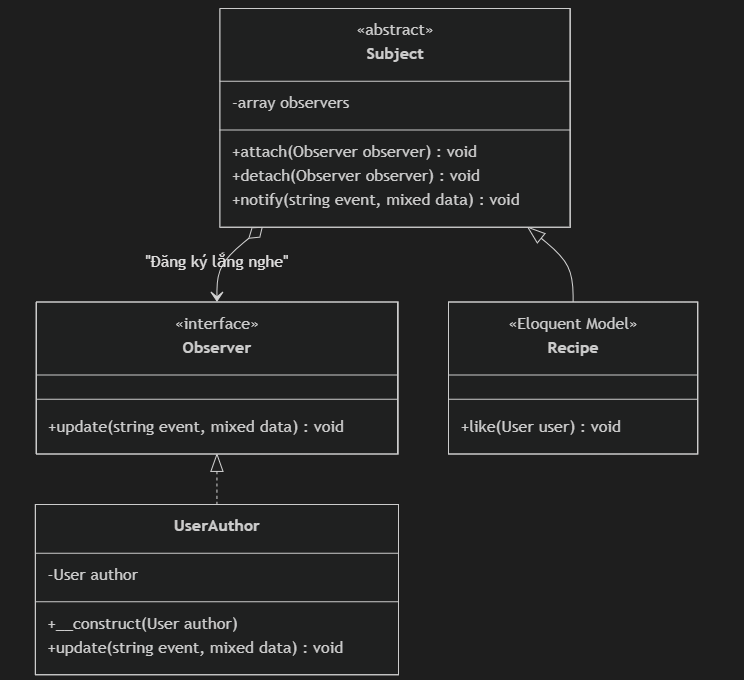 «abstract»
Subject
-array observers
+attach(Observer observer) : void
+detach(Observer observer) : void
+notify(string event, mixed data) : void
"Đăng ký lắng nghe"
«interface»
Observer
+update(string event, mixed data) : void
«Eloquent Model»
Recipe
+like(User user) : void
UserAuthor
-User author
+__construct(User author)
+update(string event, mixed data) : void